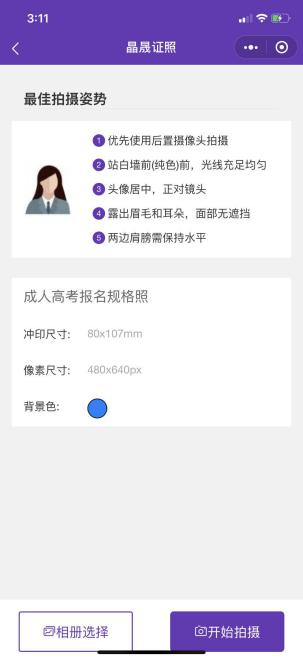 3:11
晶晟证照
最佳拍摄姿势
1 优先使用后置摄像头拍摄
2 站白墙前(纯色)前，光线充足均匀
3 头像居中，正对镜头
4 露出眉毛和耳朵，面部无遮挡
5 两边肩膀需保持水平
成人高考报名规格照
冲印尺寸: 80x107mm
像素尺寸: 480x640px
背景色:
相册选择
开始拍摄